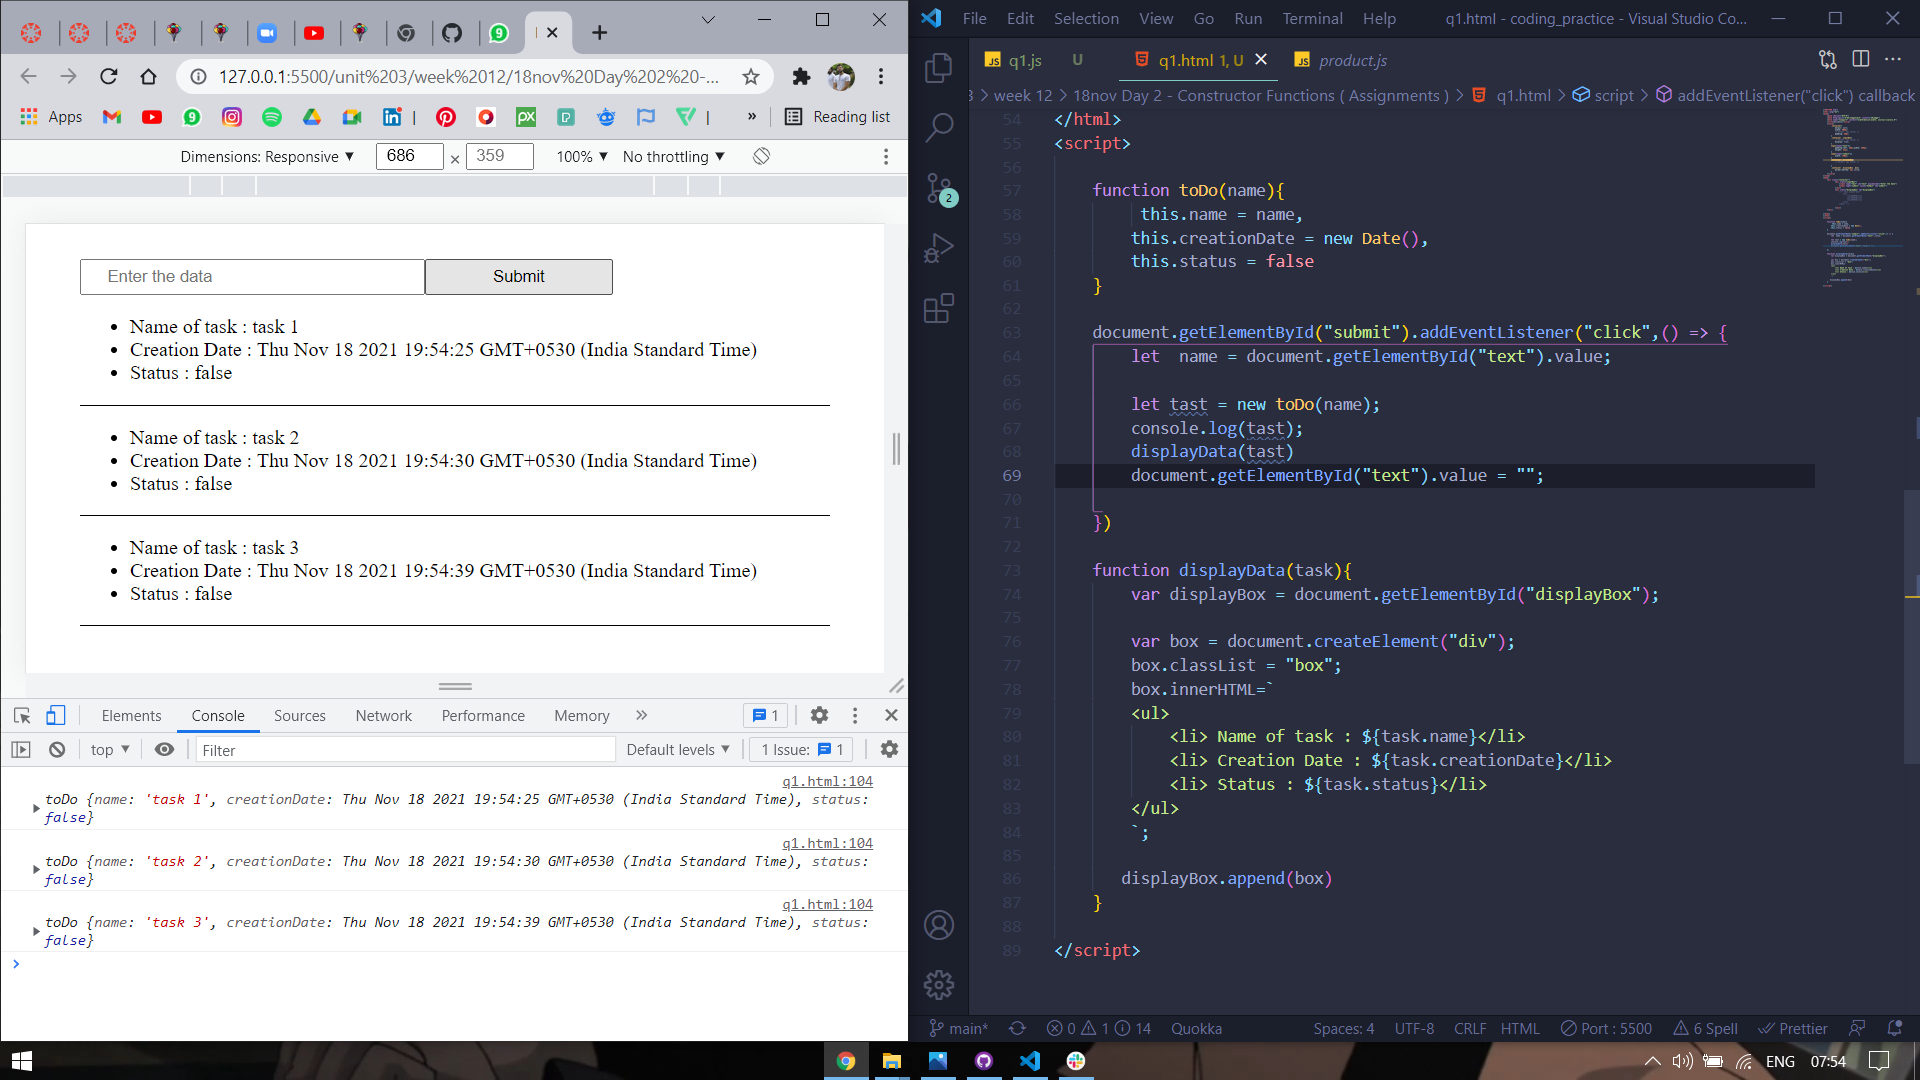 127.0.0.1:5500/unit%203/week%2012/18nov%20Day%202%20-...
Apps
Reading list
Dimensions: Responsive ▼ 686 × 359 100% ▼ No throttling ▼
Enter the data Submit
Name of task : task 1
Creation Date : Thu Nov 18 2021 19:54:25 GMT+0530 (India Standard Time)
Status : false
Name of task : task 2
Creation Date : Thu Nov 18 2021 19:54:30 GMT+0530 (India Standard Time)
Status : false
Name of task : task 3
Creation Date : Thu Nov 18 2021 19:54:39 GMT+0530 (India Standard Time)
Status : false
Elements Console Sources Network Performance Memory » 1
top ▼ Filter Default levels ▼ 1 Issue: 1
q1.html:104
toDo {name: 'task 1', creationDate: Thu Nov 18 2021 19:54:25 GMT+0530 (India Standard Time), status:
false}
q1.html:104
toDo {name: 'task 2', creationDate: Thu Nov 18 2021 19:54:30 GMT+0530 (India Standard Time), status:
false}
q1.html:104
toDo {name: 'task 3', creationDate: Thu Nov 18 2021 19:54:39 GMT+0530 (India Standard Time), status:
false}
>
File Edit Selection View Go Run Terminal Help q1.html - coding_practice - Visual Studio Co...
JS q1.js U q1.html 1, U JS product.js
3 > week 12 > 18nov Day 2 - Constructor Functions ( Assignments ) > q1.html > script > addEventListener("click") callback
2
54 </html>
55 <script>
56
57 function toDo(name){
58 this.name = name,
59 this.creationDate = new Date(),
60 this.status = false
61 }
62
63 document.getElementById("submit").addEventListener("click",() => {
64 let  name = document.getElementById("text").value;
65
66 let tast = new toDo(name);
67 console.log(tast);
68 displayData(tast)
69 document.getElementById("text").value = "";
70
71 })
72
73 function displayData(task){
74 var displayBox = document.getElementById("displayBox");
75
76 var box = document.createElement("div");
77 box.classList = "box";
78 box.innerHTML=`
79 <ul>
80 <li> Name of task : ${task.name}</li>
81 <li> Creation Date : ${task.creationDate}</li>
82 <li> Status : ${task.status}</li>
83 </ul>
84 `;
85
86 displayBox.append(box)
87 }
88
89 </script>
main* 0 1 14 Quokka Spaces: 4 UTF-8 CRLF HTML Port : 5500 6 Spell Prettier
ENG 07:54